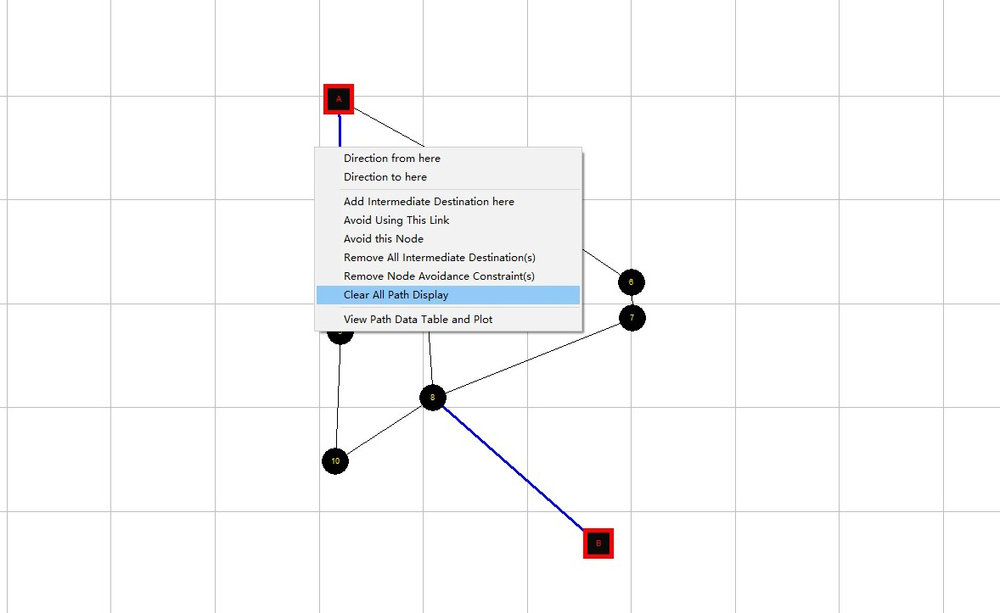 A
Direction from here
Direction to here
Add Intermediate Destination here
Avoid Using This Link
Avoid this Node
Remove All Intermediate Destination(s)
Remove Node Avoidance Constraint(s)
Clear All Path Display
View Path Data Table and Plot
6
7
8
10
B